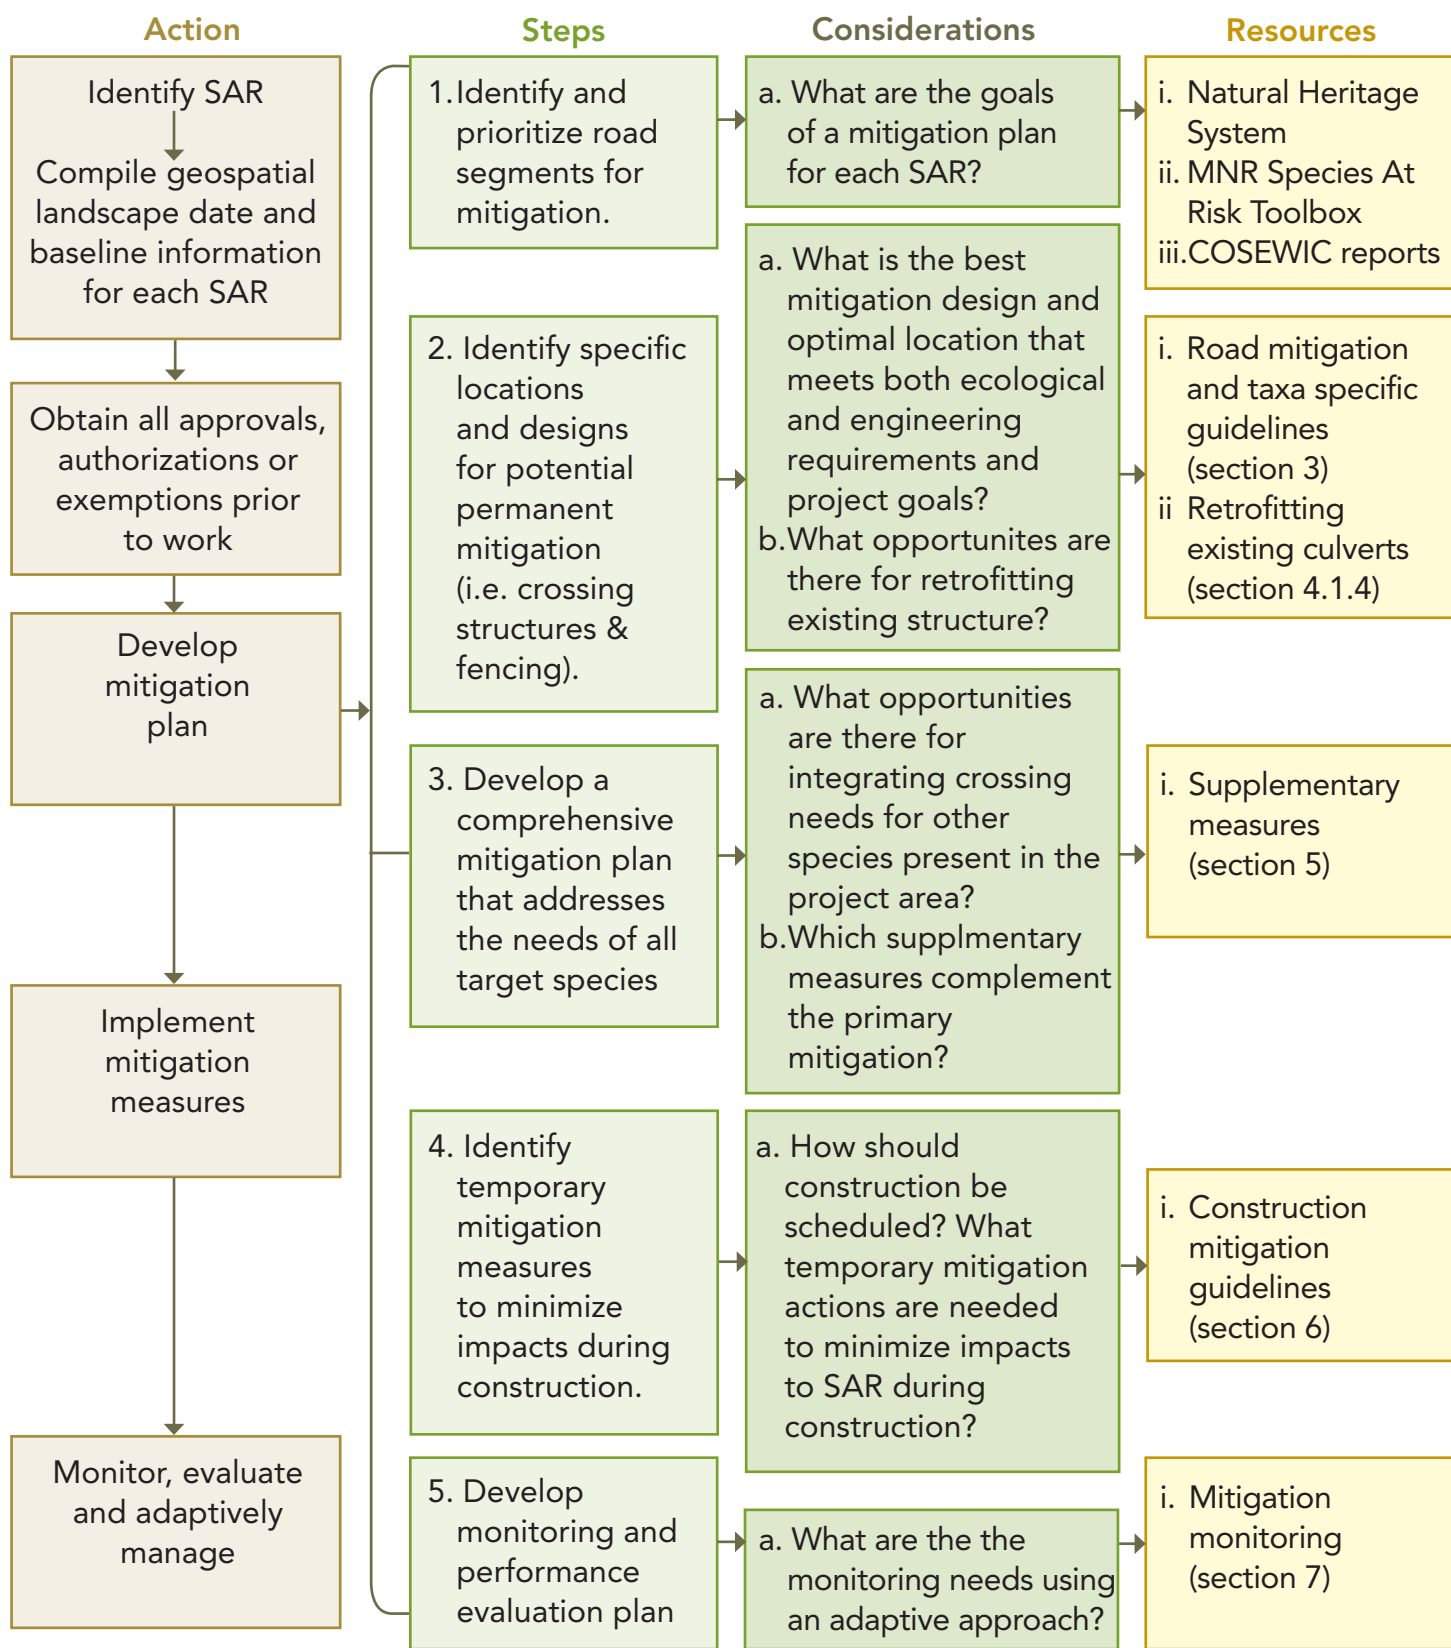 Action
Identify SAR
Compile geospatial
landscape date and
baseline information
for each SAR
Obtain all approvals,
authorizations or
exemptions prior
to work
Develop
mitigation
plan
Implement
mitigation
measures
Monitor, evaluate
and adaptively
manage
Steps
1. Identify and
prioritize road
segments for
mitigation.
2. Identify specific
locations
and designs
for potential
permanent
mitigation
(i.e. crossing
structures &
fencing).
3. Develop a
comprehensive
mitigation plan
that addresses
the needs of all
target species
4. Identify
temporary
mitigation
measures
to minimize
impacts during
construction.
5. Develop
monitoring and
performance
evaluation plan
Considerations
a. What are the goals
of a mitigation plan
for each SAR?
a. What is the best
mitigation design and
optimal location that
meets both ecological
and engineering
requirements and
project goals?
b. What opportunites are
there for retrofitting
existing structure?
a. What opportunities
are there for
integrating crossing
needs for other
species present in the
project area?
b. Which supplmentary
measures complement
the primary
mitigation?
a. How should
construction be
scheduled? What
temporary mitigation
actions are needed
to minimize impacts
to SAR during
construction?
a. What are the the
monitoring needs using
an adaptive approach?
Resources
i. Natural Heritage
System
ii. MNR Species At
Risk Toolbox
iii. COSEWIC reports
i. Road mitigation
and taxa specific
guidelines
(section 3)
ii Retrofitting
existing culverts
(section 4.1.4)
i. Supplementary
measures
(section 5)
i. Construction
mitigation
guidelines
(section 6)
i. Mitigation
monitoring
(section 7)